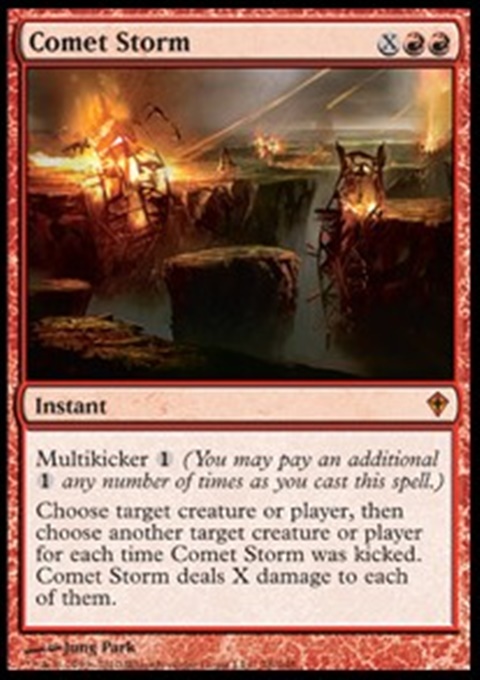 Comet Storm X
Instant
Multikicker 1 (You may pay an additional
1 any number of times as you cast this spell.)
Choose target creature or player, then
choose another target creature or player
for each time Comet Storm was kicked.
Comet Storm deals X damage to each
of them.
Jung Park